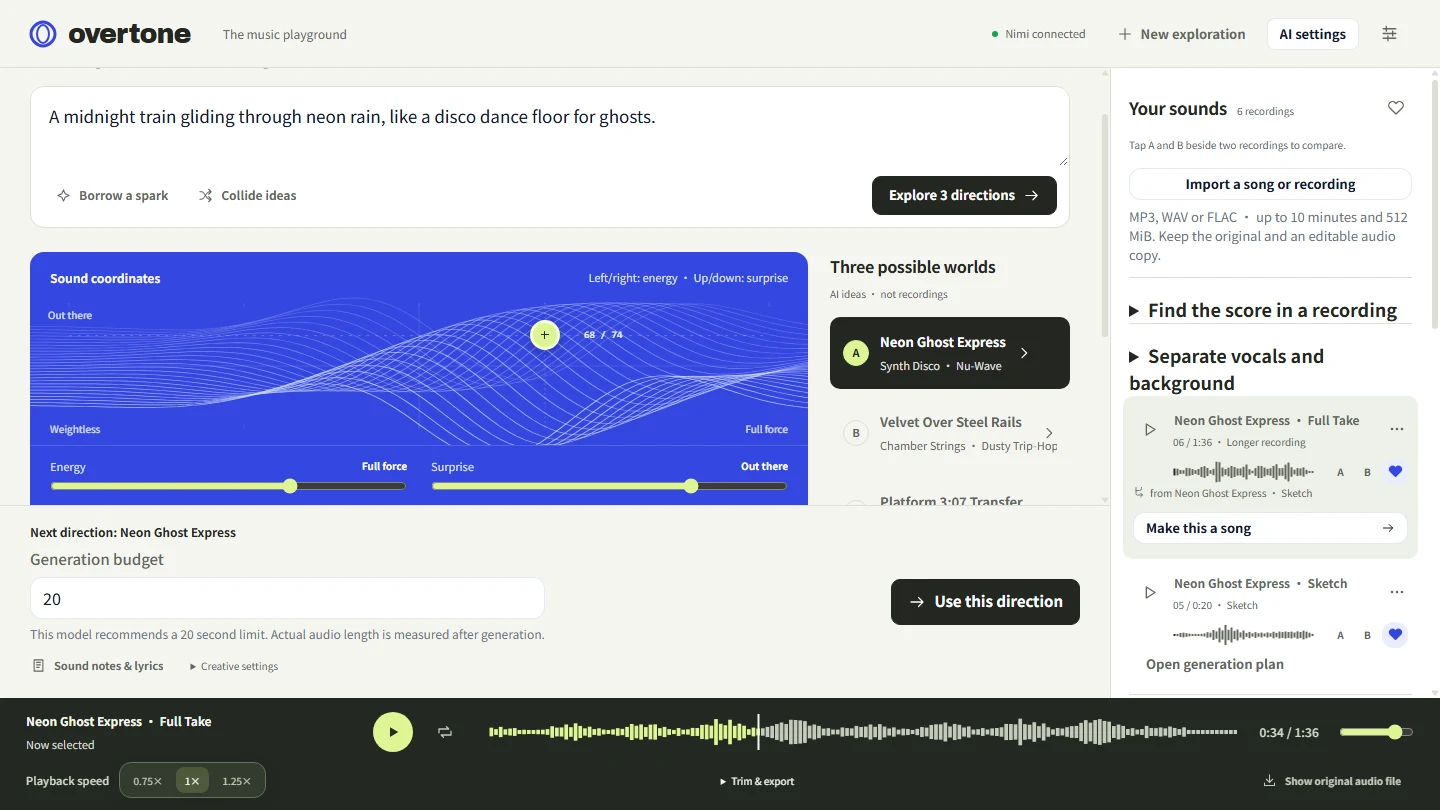 overtone
The music playground
Nimi connected
New exploration
AI settings
A midnight train gliding through neon rain, like a disco dance floor for ghosts.
Borrow a spark
Collide ideas
Explore 3 directions
Sound coordinates
Left/right: energy • Up/down: surprise
Out there
68 / 74
Weightless
Full force
Energy
Full force
Surprise
Out there
Three possible worlds
AI ideas • not recordings
A
Neon Ghost Express
Synth Disco • Nu-Wave
B
Velvet Over Steel Rails
Chamber Strings • Dusty Trip-Hop
Platform 3:07 Transfer
Next direction: Neon Ghost Express
Generation budget
20
This model recommends a 20 second limit. Actual audio length is measured after generation.
Use this direction
Sound notes & lyrics
Creative settings
Your sounds
6 recordings
Tap A and B beside two recordings to compare.
Import a song or recording
MP3, WAV or FLAC • up to 10 minutes and 512
MiB. Keep the original and an editable audio
copy.
Find the score in a recording
Separate vocals and
background
Neon Ghost Express • Full Take
06 / 1:36 • Longer recording
A
B
from Neon Ghost Express • Sketch
Make this a song
Neon Ghost Express • Sketch
05 / 0:20 • Sketch
A
B
Open generation plan
Neon Ghost Express • Full Take
Now selected
0:34 / 1:36
Playback speed
0.75×
1×
1.25×
Trim & export
Show original audio file